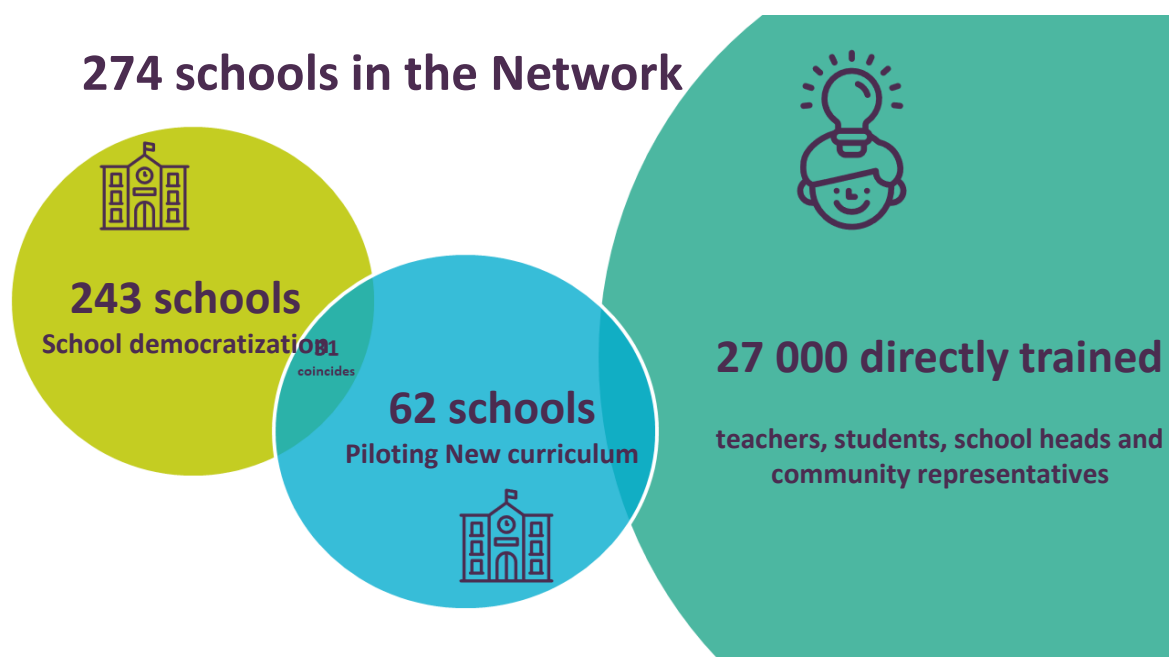 274 schools in the Network
243 schools
School democratization
31
coincides
62 schools
Piloting New curriculum
27 000 directly trained
teachers, students, school heads and
community representatives